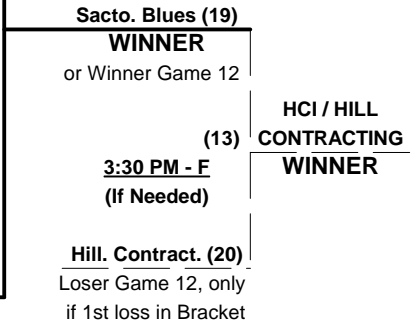 Sacto. Blues (19)
WINNER
or Winner Game 12
HCI / HILL
(13) CONTRACTING
3:30 PM - F WINNER
(If Needed)
Hill. Contract. (20)
Loser Game 12, only
if 1st loss in Bracket